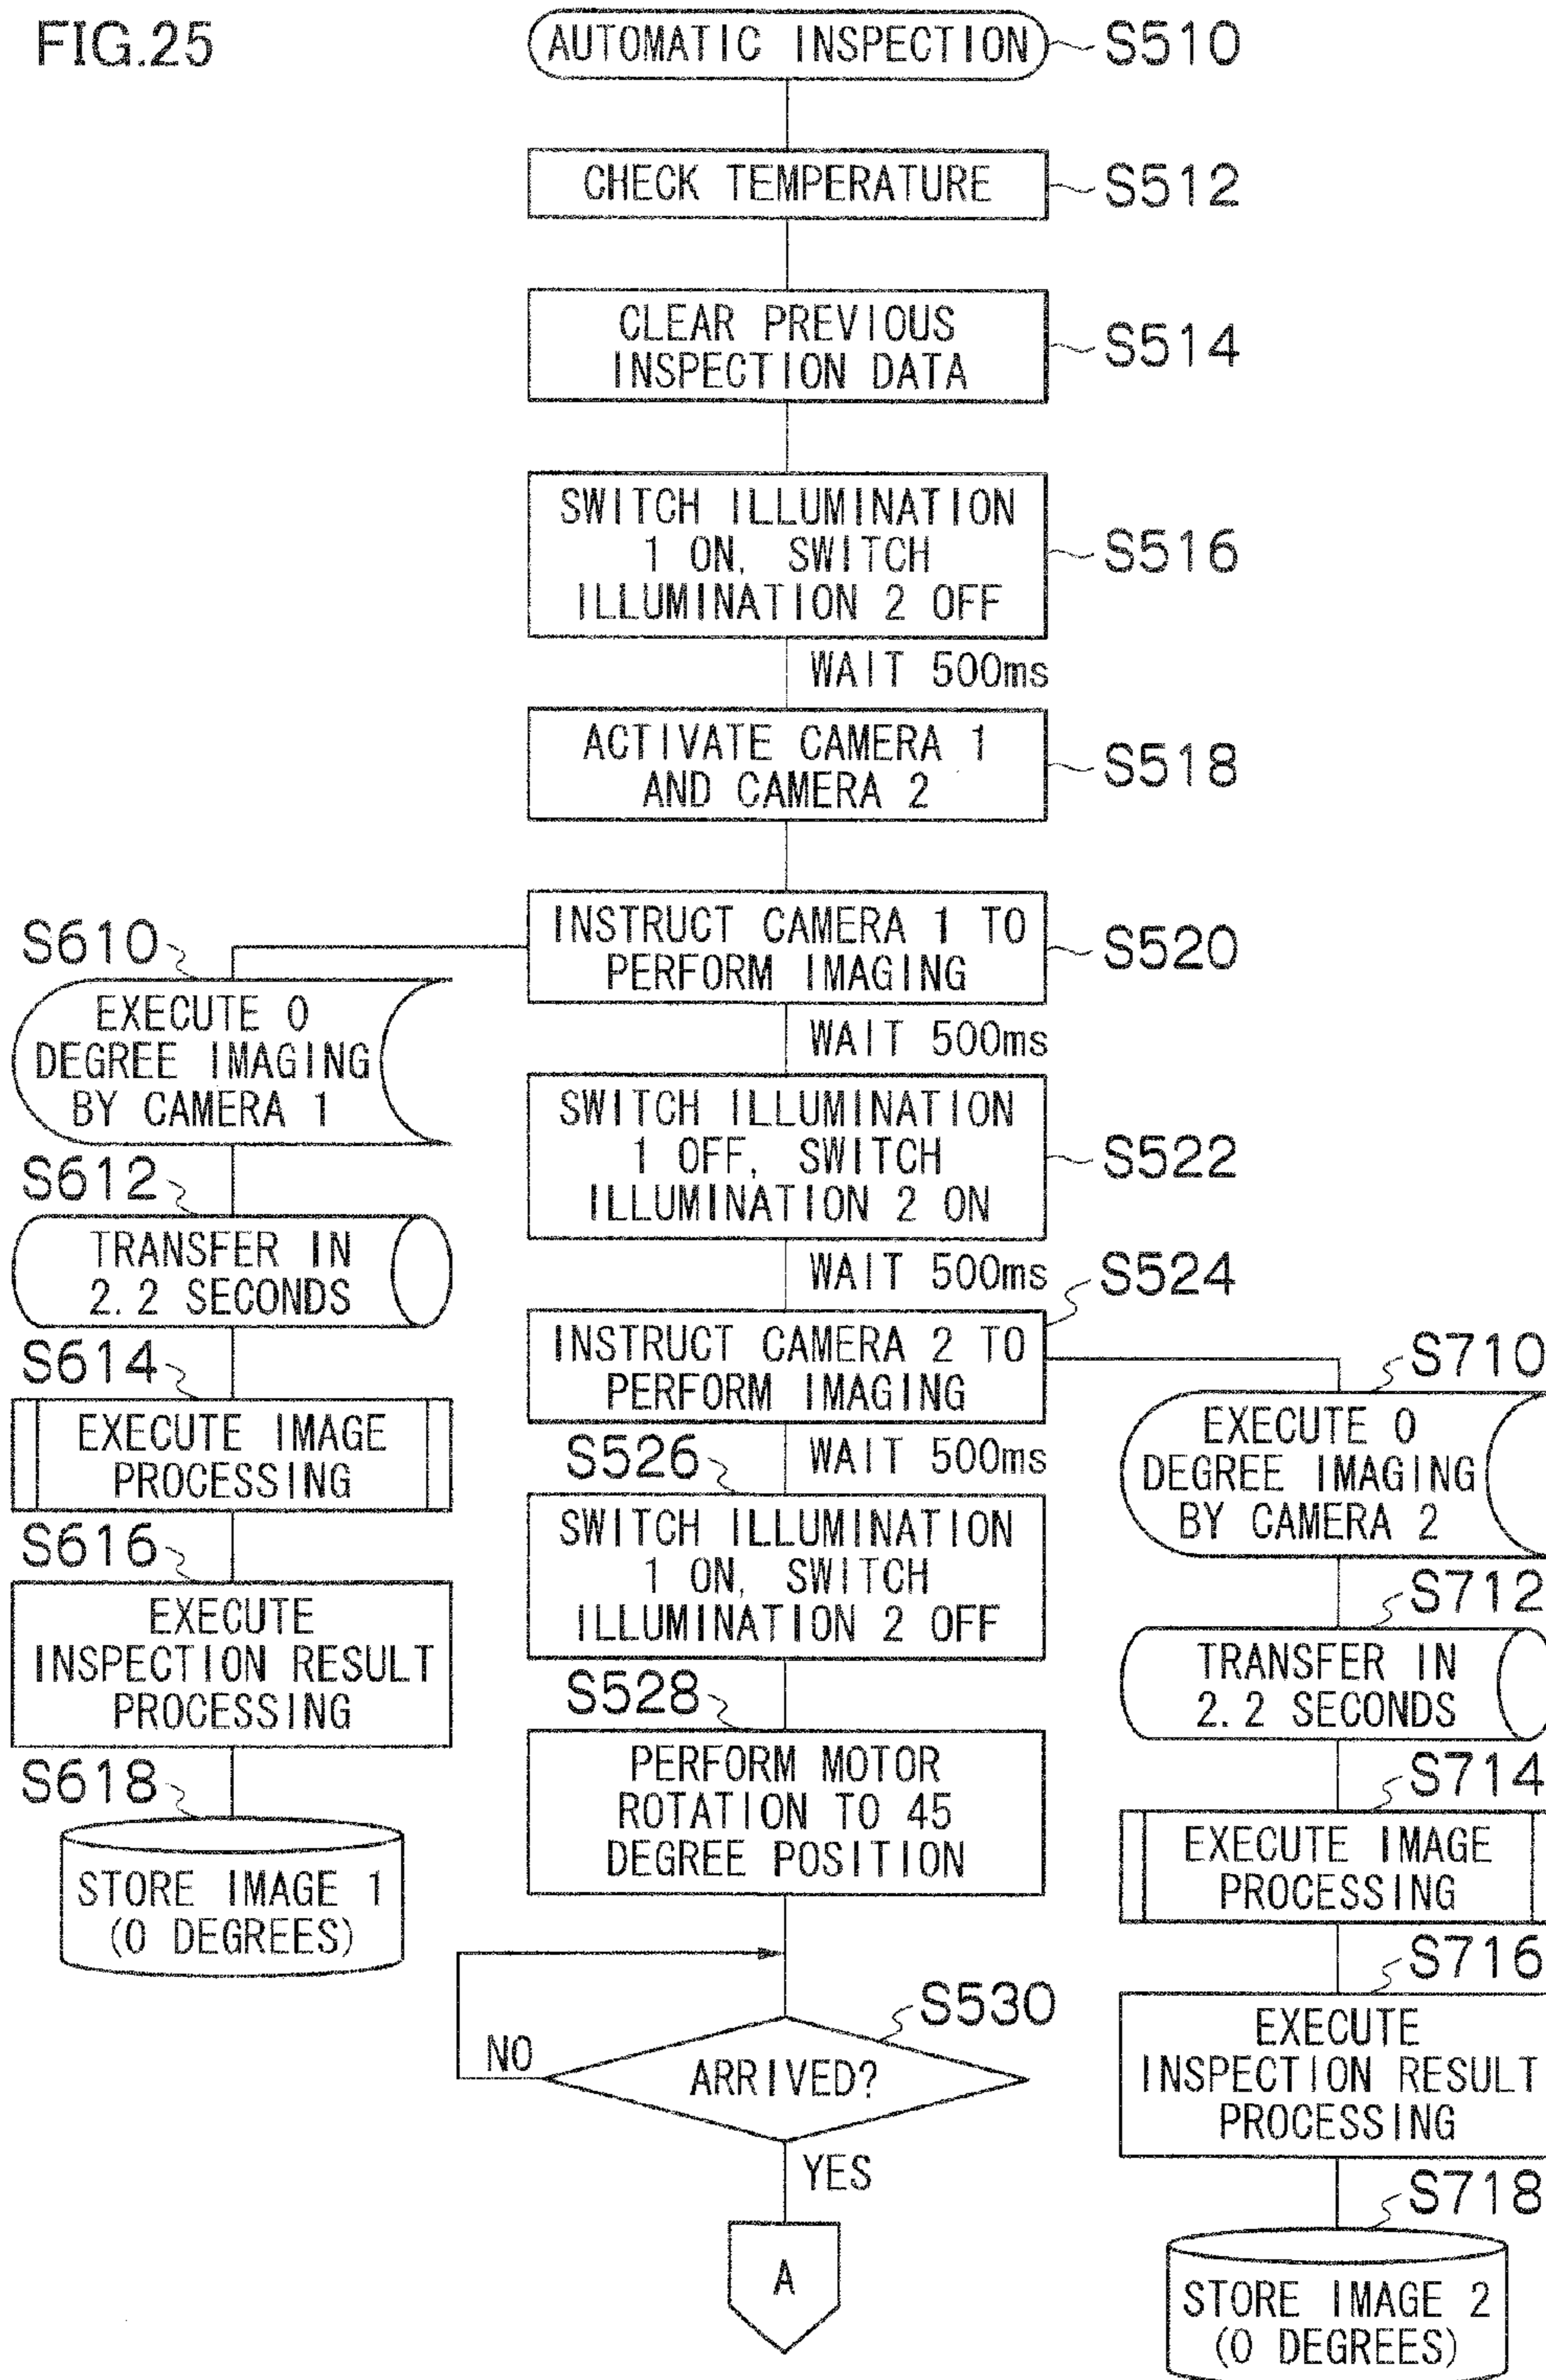 FIG.25
AUTOMATIC INSPECTION
S510
CHECK TEMPERATURE
S512
CLEAR PREVIOUS
INSPECTION DATA
S514
SWITCH ILLUMINATION
1 ON, SWITCH
ILLUMINATION 2 OFF
S516
WAIT 500ms
ACTIVATE CAMERA 1
AND CAMERA 2
S518
INSTRUCT CAMERA 1 TO
PERFORM IMAGING
S520
WAIT 500ms
SWITCH ILLUMINATION
1 OFF, SWITCH
ILLUMINATION 2 ON
S522
WAIT 500ms
S524
INSTRUCT CAMERA 2 TO
PERFORM IMAGING
WAIT 500ms
S526
SWITCH ILLUMINATION
1 ON, SWITCH
ILLUMINATION 2 OFF
S528
PERFORM MOTOR
ROTATION TO 45
DEGREE POSITION
S530
ARRIVED?
NO
YES
A
S610
EXECUTE 0
DEGREE IMAGING
BY CAMERA 1
S612
TRANSFER IN
2.2 SECONDS
S614
EXECUTE IMAGE
PROCESSING
S616
EXECUTE
INSPECTION RESULT
PROCESSING
S618
STORE IMAGE 1
(0 DEGREES)
S710
EXECUTE 0
DEGREE IMAGING
BY CAMERA 2
S712
TRANSFER IN
2.2 SECONDS
S714
EXECUTE IMAGE
PROCESSING
S716
EXECUTE
INSPECTION RESULT
PROCESSING
S718
STORE IMAGE 2
(0 DEGREES)